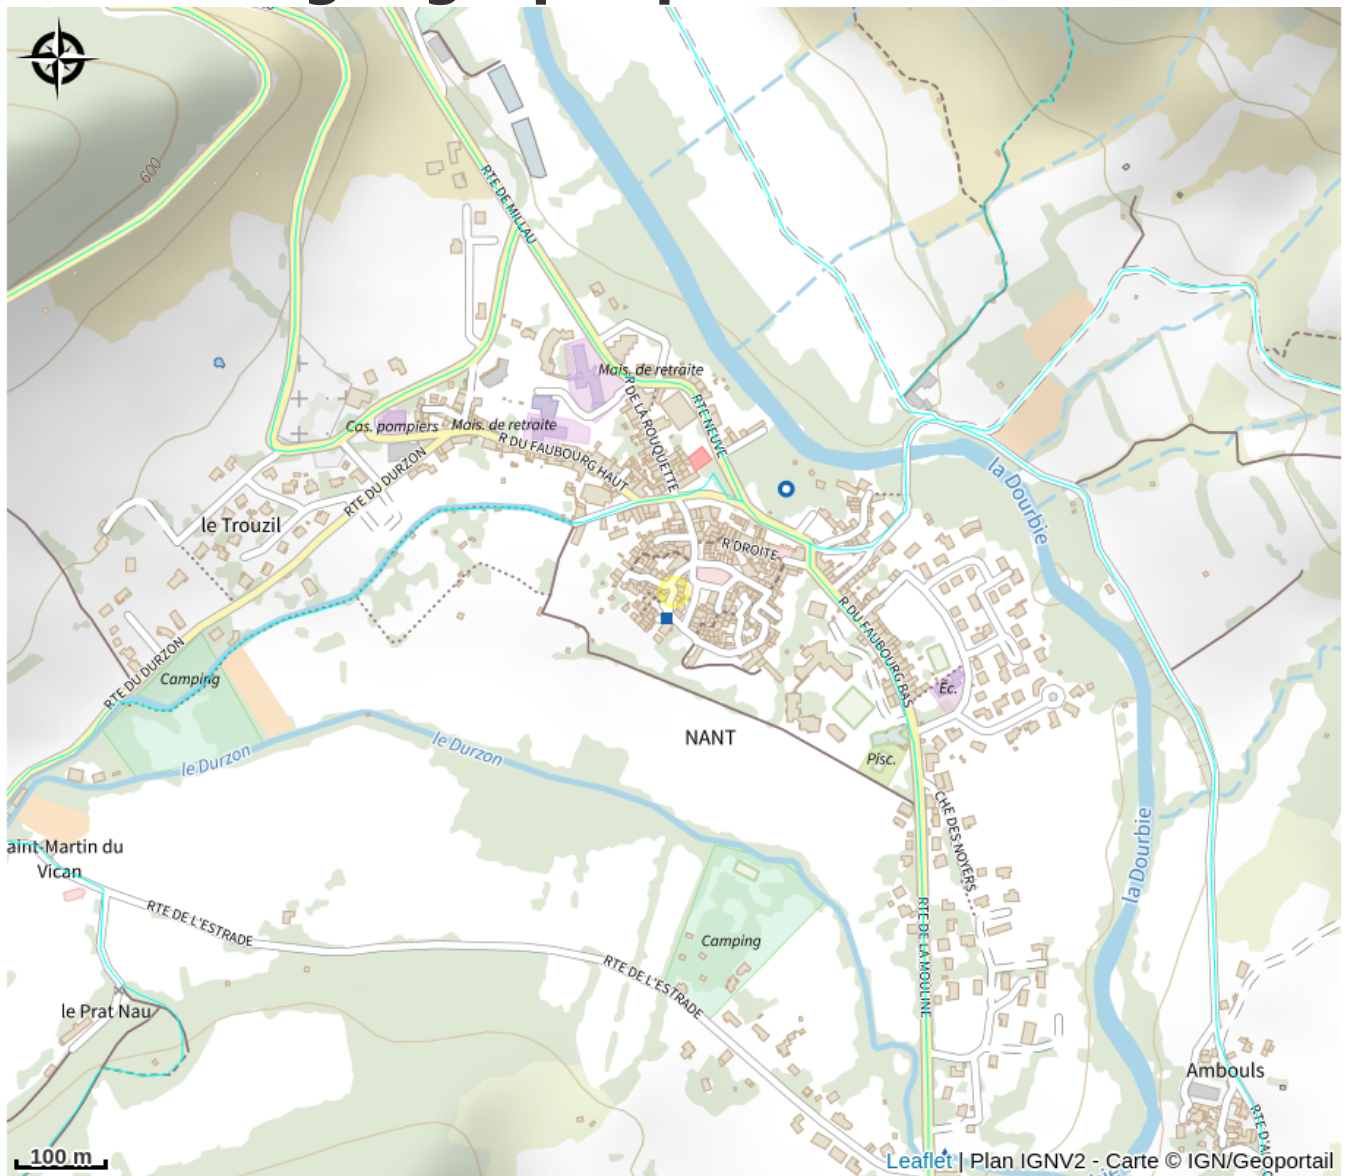 600
RTE DE MILLAU
Mais. de retraite
R DE LA ROUQUETTE
RTE NEUVE
Cas. pompiers
Mais. de retraite
R DU FAUBOURG HAUT
RTE DU DURZON
le Trouzil
la Dourbie
R DROITE
R DU FAUBOURG BAS
RTE DU DURZON
Camping
Éc.
le Durzon
le Durzon
NANT
Pisc.
CHE DES NOYERS
la Dourbie
aint-Martin du
Vican
RTE DE L'ESTRADE
Camping
RTE DE L'ESTRADE
RTE DE LA MOULINE
le Prat Nau
Ambouls
RTE D'AL
100 m
Leaflet | Plan IGNV2 - Carte © IGN/Geoportail